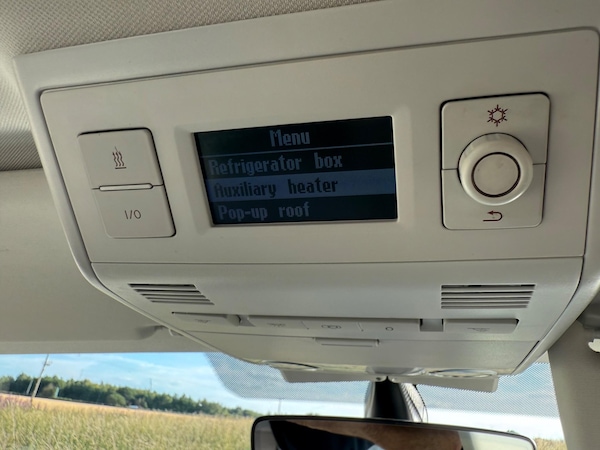 Menu
Refrigerator box
Auxiliary heater
Pop-up roof
I/O